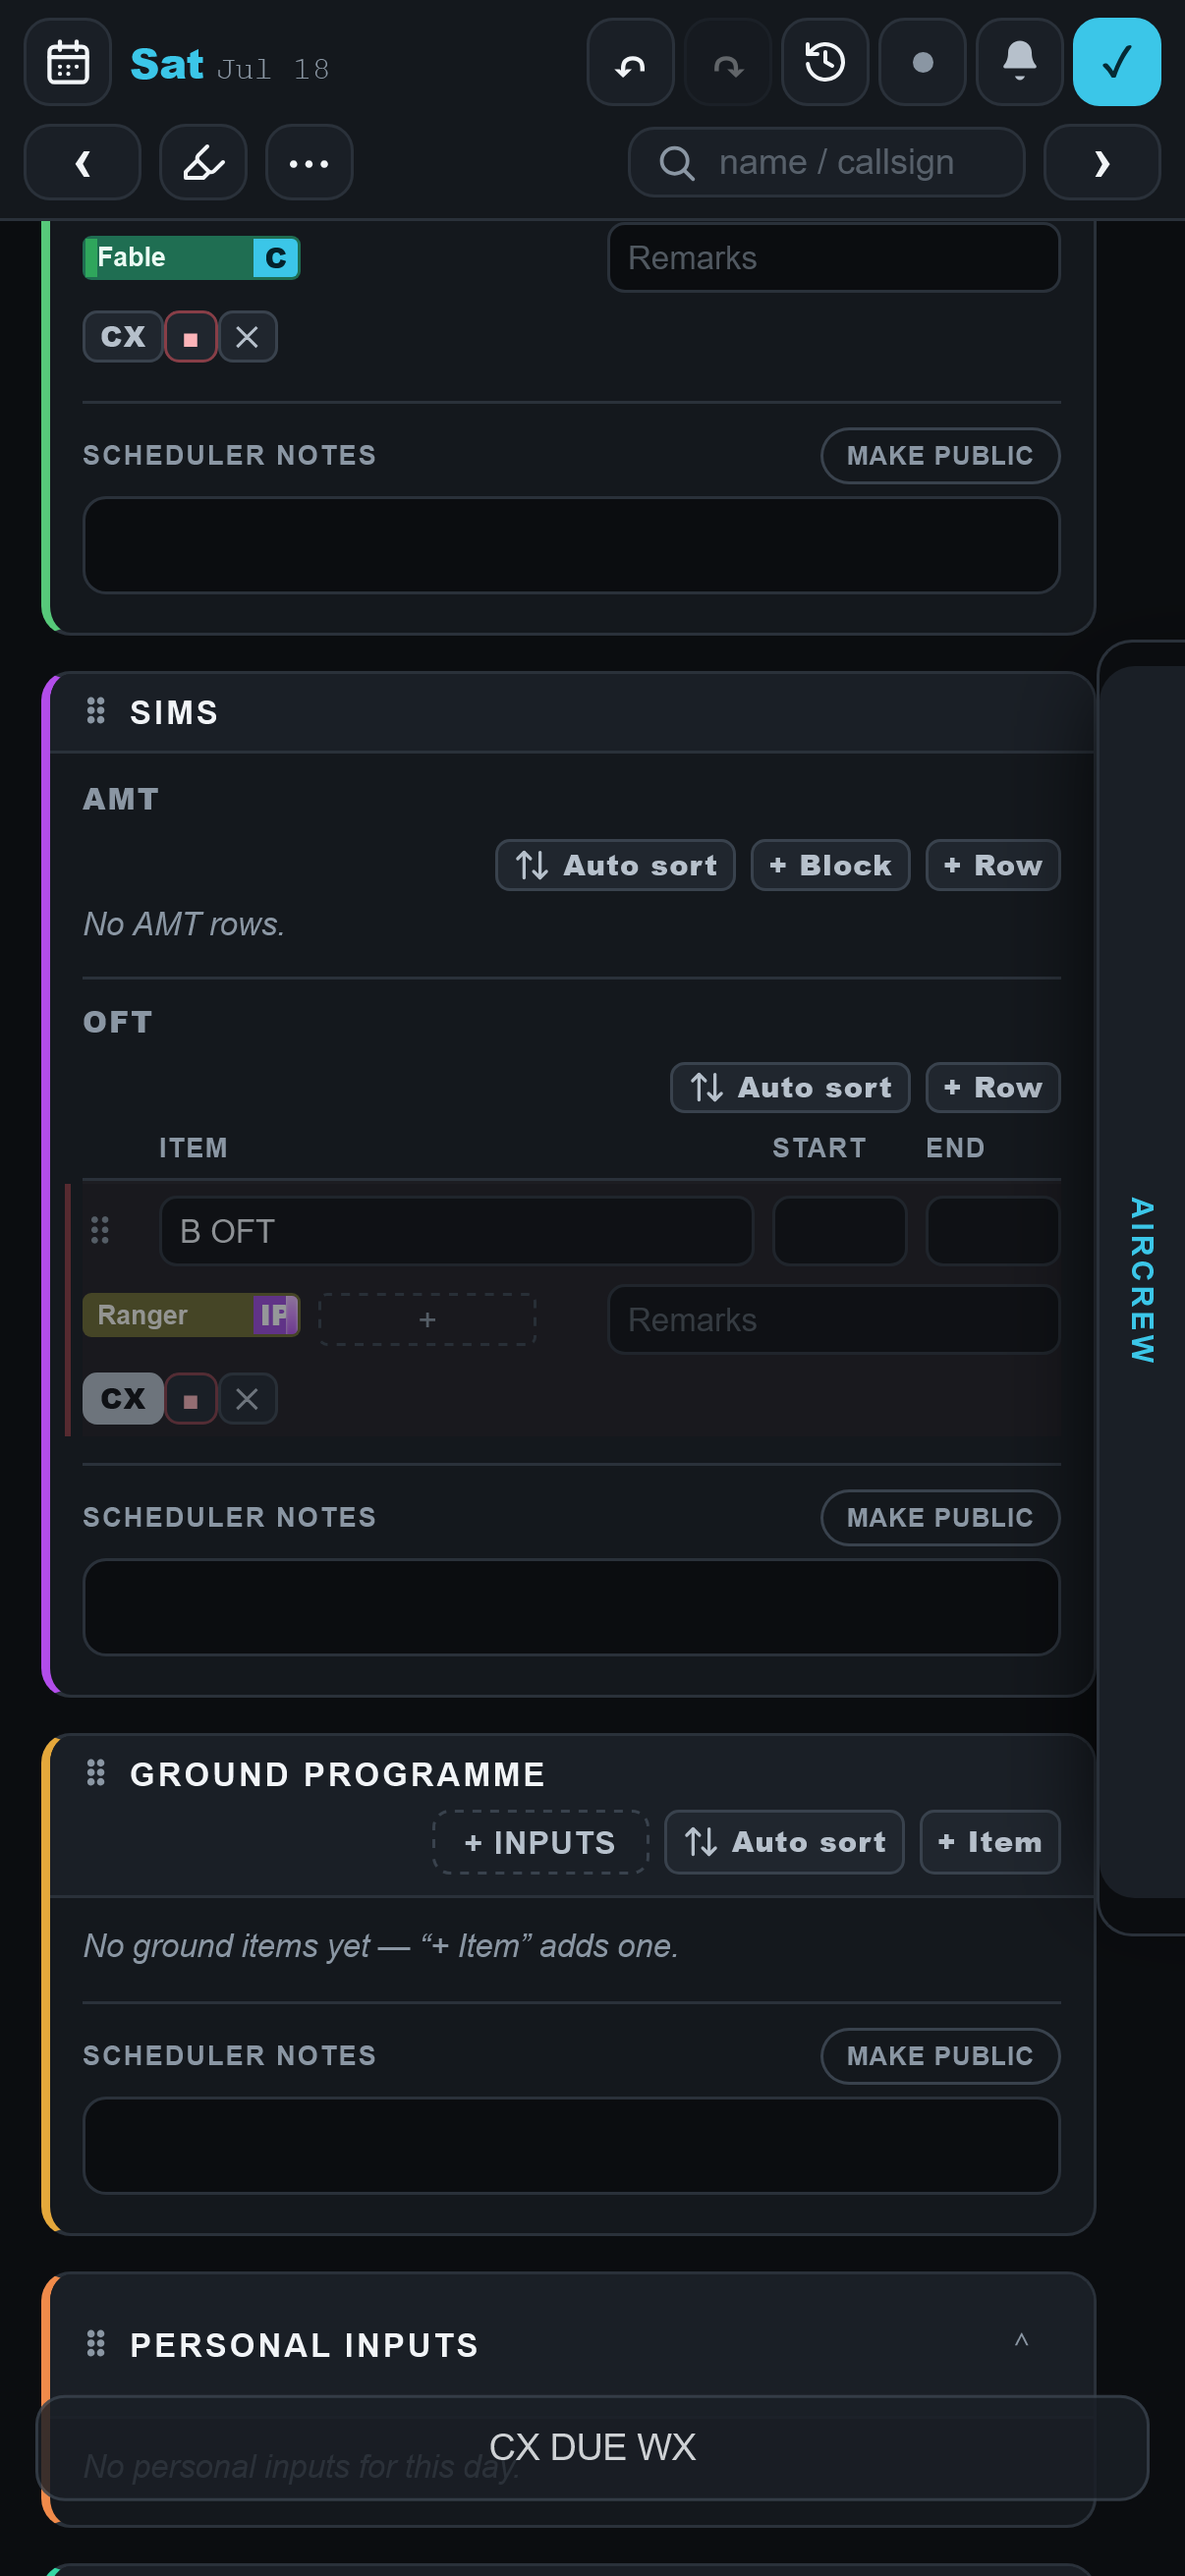 Sat Jul 18
name / callsign
Fable C
Remarks
CX
SCHEDULER NOTES
MAKE PUBLIC
SIMS
AMT
Auto sort
+ Block
+ Row
No AMT rows.
OFT
Auto sort
+ Row
ITEM START END
B OFT
Ranger IP
+
Remarks
CX
AIRCREW
SCHEDULER NOTES
MAKE PUBLIC
GROUND PROGRAMME
+ INPUTS
Auto sort
+ Item
No ground items yet — “+ Item” adds one.
SCHEDULER NOTES
MAKE PUBLIC
PERSONAL INPUTS
No personal inputs for this day.
CX DUE WX